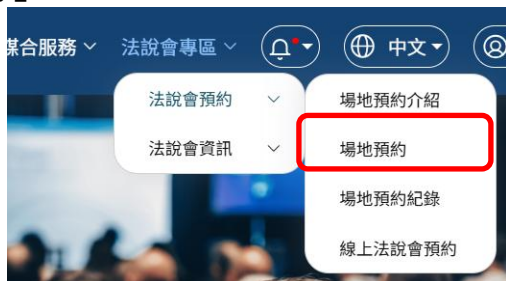 媒合服務 法說會專區 中文
法說會預約 場地預約介紹
法說會資訊 場地預約
場地預約紀錄
線上法說會預約